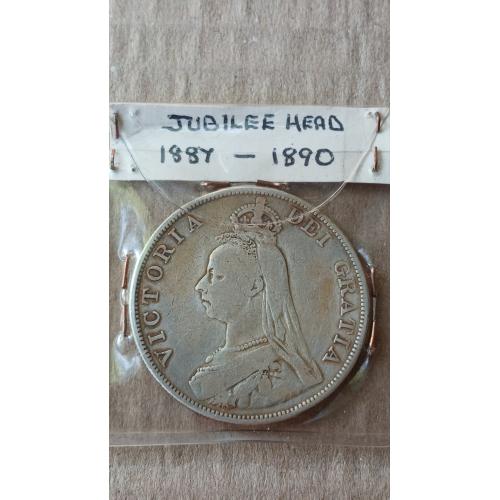 JUBILEE HEAD
1887 - 1890
VICTORIA DEI GRATIA